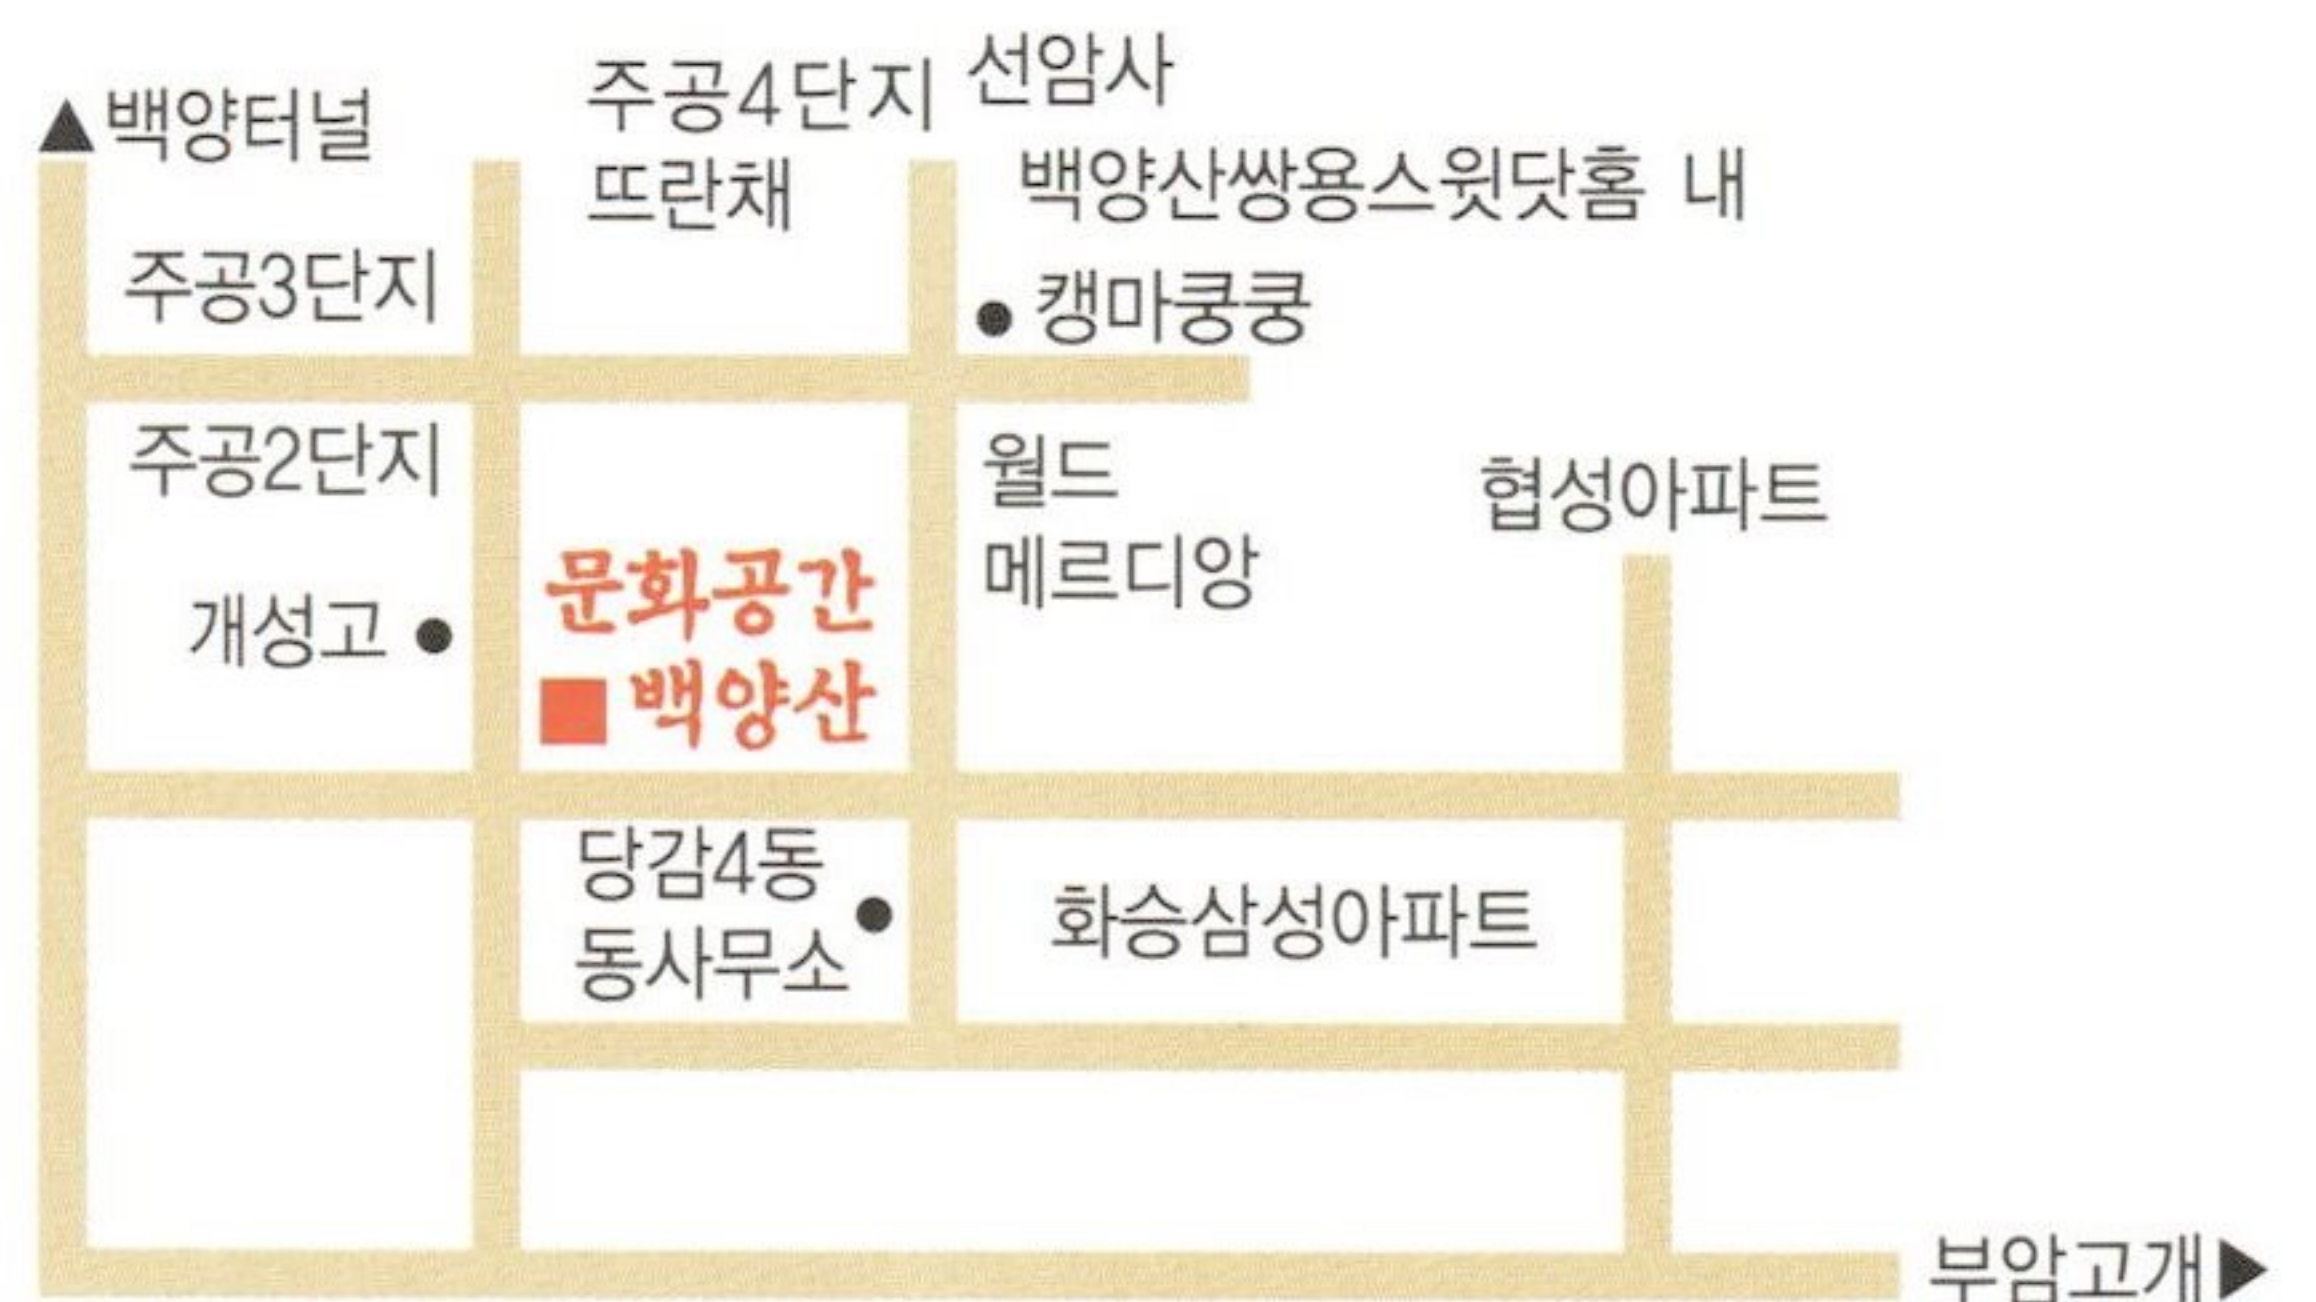 ▲백양터널
주공4단지
뜨란채
선암사
백양산쌍용스윗닷홈 내
● 캥마쿵쿵
주공3단지
주공2단지
개성고 ●
문화공간
■ 백양산
월드
메르디앙
협성아파트
당감4동
동사무소 ●
화승삼성아파트
부암고개▶